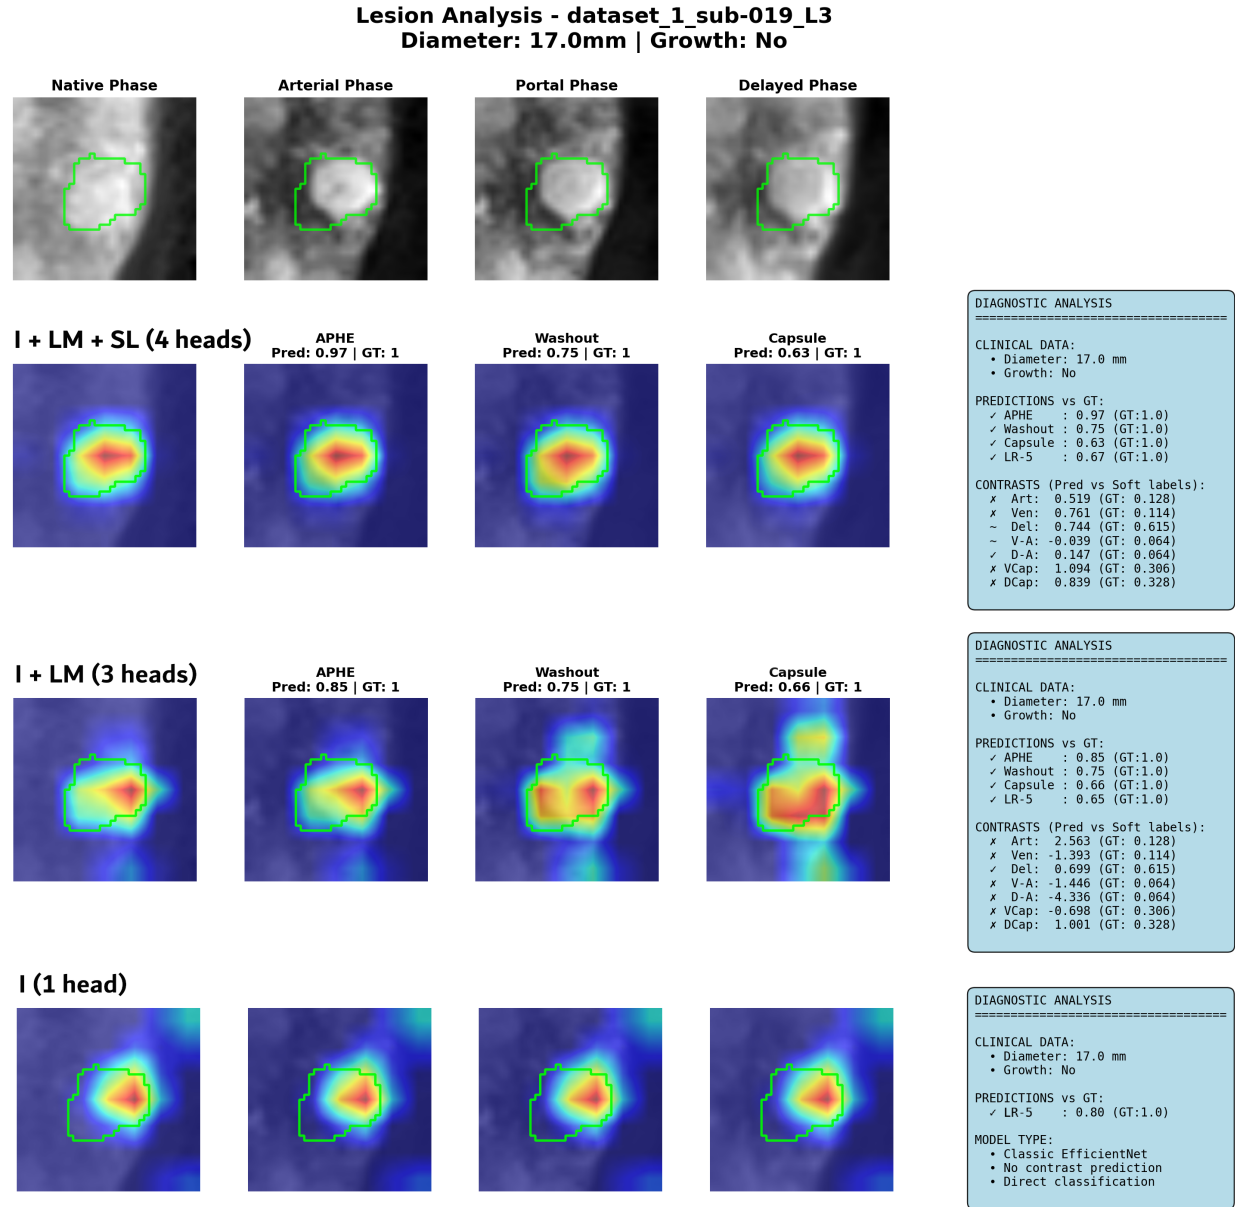 Lesion Analysis - dataset_1_sub-019_L3
Diameter: 17.0mm | Growth: No
Native Phase
Arterial Phase
Portal Phase
Delayed Phase
I + LM + SL (4 heads)
APHE
Pred: 0.97 | GT: 1
Washout
Pred: 0.75 | GT: 1
Capsule
Pred: 0.63 | GT: 1
DIAGNOSTIC ANALYSIS
===================================
CLINICAL DATA:
• Diameter: 17.0 mm
• Growth: No
PREDICTIONS vs GT:
✓ APHE    : 0.97 (GT:1.0)
✓ Washout : 0.75 (GT:1.0)
✓ Capsule : 0.63 (GT:1.0)
✓ LR-5    : 0.67 (GT:1.0)
CONTRASTS (Pred vs Soft labels):
✗  Art:  0.519 (GT: 0.128)
✗  Ven:  0.761 (GT: 0.114)
~  Del:  0.744 (GT: 0.615)
~  V-A: -0.039 (GT: 0.064)
✓  D-A:  0.147 (GT: 0.064)
✗ VCap:  1.094 (GT: 0.306)
✗ DCap:  0.839 (GT: 0.328)
I + LM (3 heads)
APHE
Pred: 0.85 | GT: 1
Washout
Pred: 0.75 | GT: 1
Capsule
Pred: 0.66 | GT: 1
DIAGNOSTIC ANALYSIS
===================================
CLINICAL DATA:
• Diameter: 17.0 mm
• Growth: No
PREDICTIONS vs GT:
✓ APHE    : 0.85 (GT:1.0)
✓ Washout : 0.75 (GT:1.0)
✓ Capsule : 0.66 (GT:1.0)
✓ LR-5    : 0.65 (GT:1.0)
CONTRASTS (Pred vs Soft labels):
✗  Art:  2.563 (GT: 0.128)
✗  Ven: -1.393 (GT: 0.114)
✓  Del:  0.699 (GT: 0.615)
✗  V-A: -1.446 (GT: 0.064)
✗  D-A: -4.336 (GT: 0.064)
✗ VCap: -0.698 (GT: 0.306)
✗ DCap:  1.001 (GT: 0.328)
I (1 head)
DIAGNOSTIC ANALYSIS
===================================
CLINICAL DATA:
• Diameter: 17.0 mm
• Growth: No
PREDICTIONS vs GT:
✓ LR-5    : 0.80 (GT:1.0)
MODEL TYPE:
• Classic EfficientNet
• No contrast prediction
• Direct classification